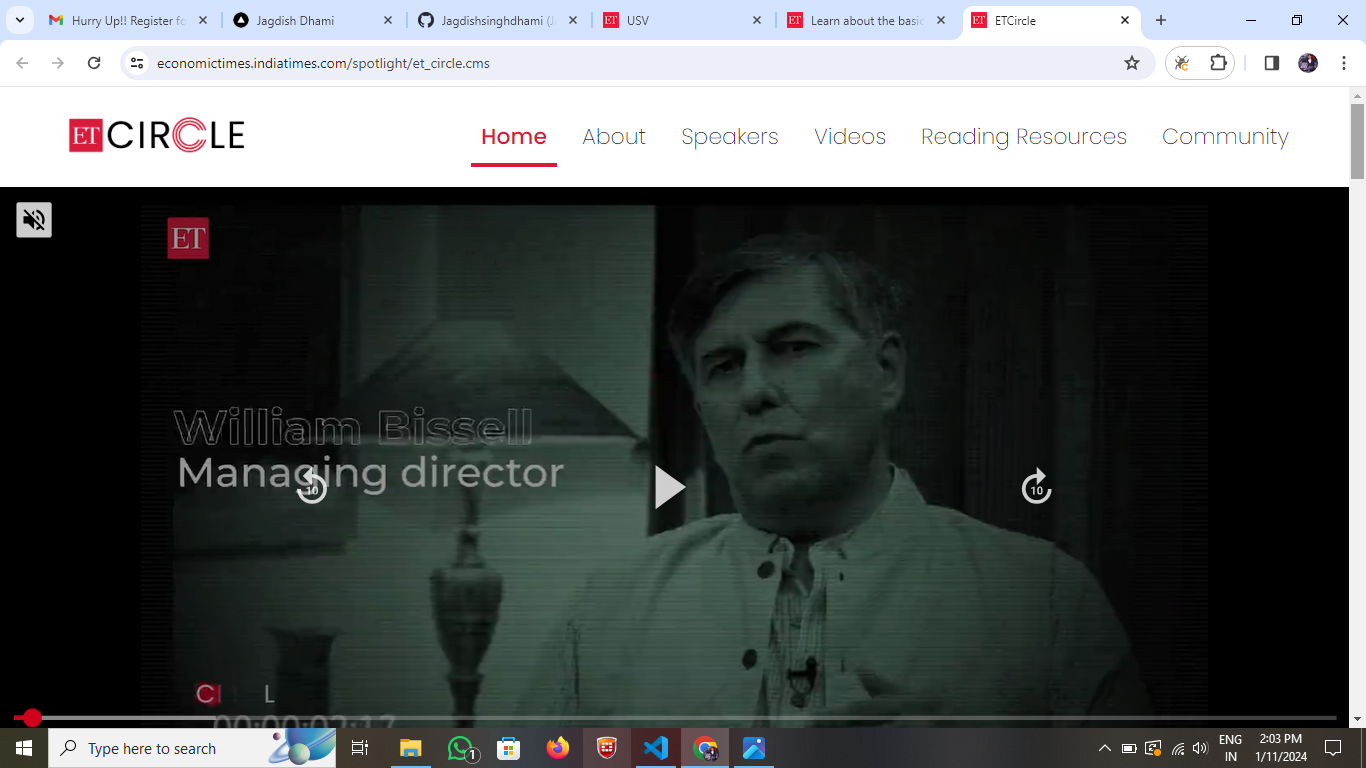 Hurry Up!! Register fo
Jagdish Dhami
Jagdishsinghdhami (J
ET
USV
ET
Learn about the basic
ET
ETCircle
economictimes.indiatimes.com/spotlight/et_circle.cms
ET CIRCLE
Home
About
Speakers
Videos
Reading Resources
Community
ET
William Bissell
Managing director
10
10
C L
00:00:02:17
Type here to search
1
ENG
IN
2:03 PM
1/11/2024